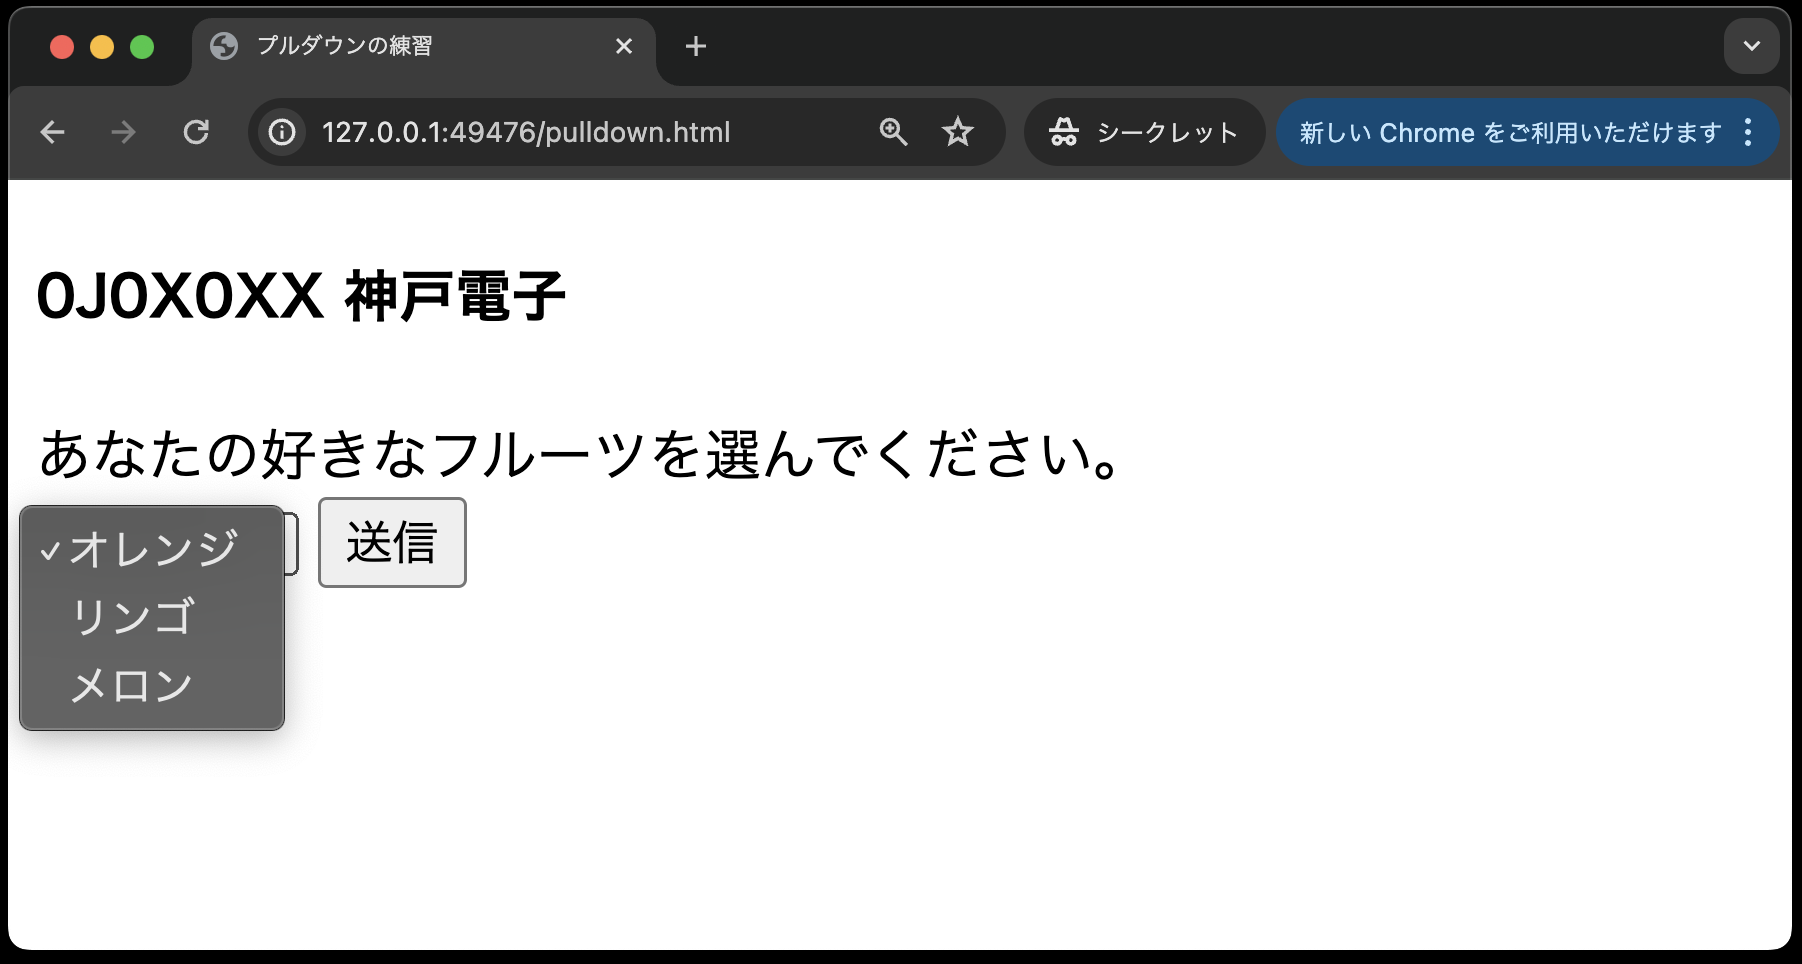 プルダウンの練習
127.0.0.1:49476/pulldown.html
シークレット
新しい Chrome をご利用いただけます
0J0X0XX 神戸電子
あなたの好きなフルーツを選んでください。
✓オレンジ
送信
リンゴ
メロン